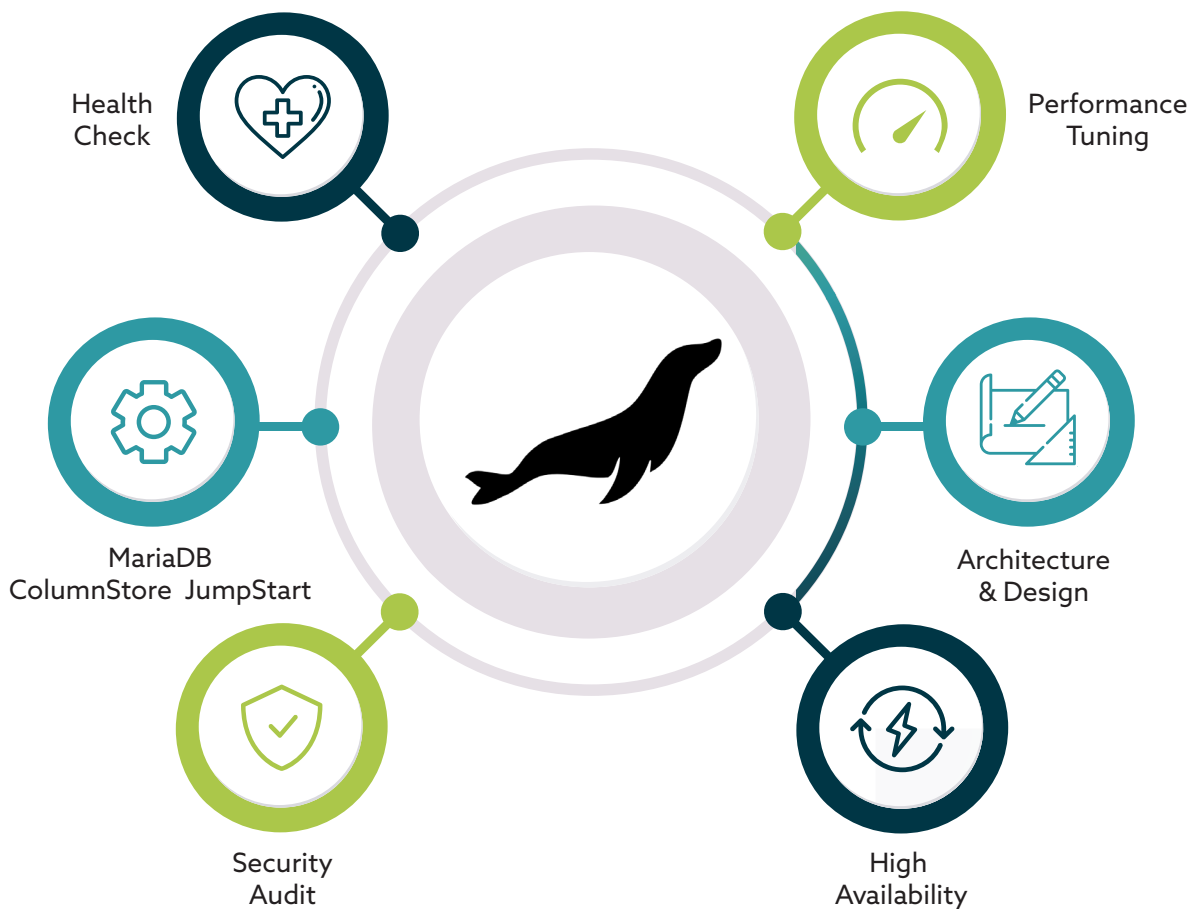 Health
Check
Performance
Tuning
MariaDB
ColumnStore JumpStart
Architecture
& Design
Security
Audit
High
Availability